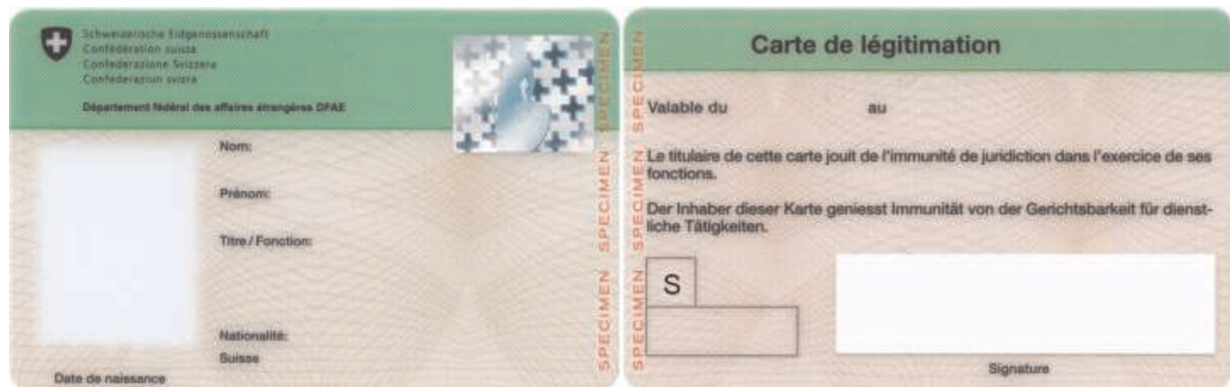 Schweizerische Eidgenossenschaft
Confédération suisse
Confederazione Svizzera
Confederaziun svizra
Département fédéral des affaires étrangères DFAE
Nom:
Prénom:
Titre / Fonction:
Nationalité:
Suisse
Date de naissance
SPECIMEN SPECIMEN SPECIMEN
SPECIMEN SPECIMEN SPECIMEN
Carte de légitimation
Valable du au
Le titulaire de cette carte jouit de l'immunité de juridiction dans l'exercice de ses
fonctions.
Der Inhaber dieser Karte geniesst Immunität von der Gerichtsbarkeit für dienst-
liche Tätigkeiten.
S
Signature